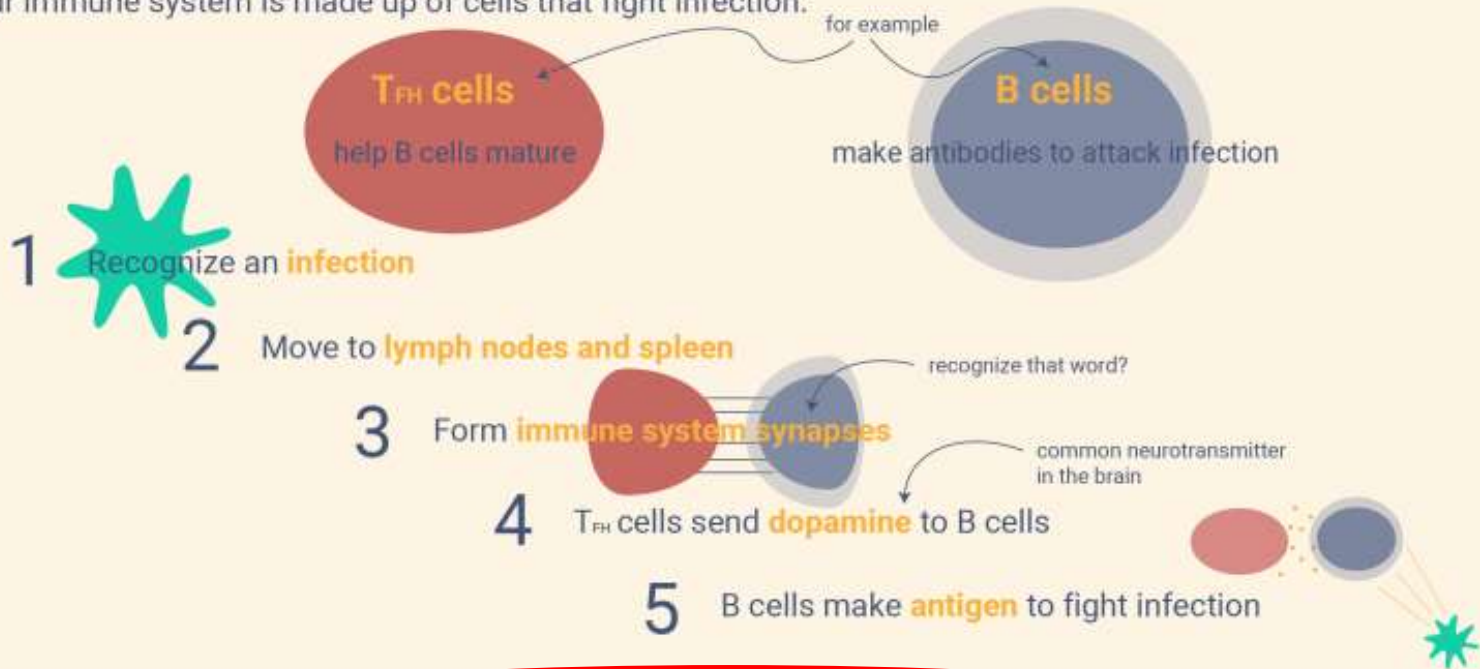 r immune system is made up of cells that fight infection.
for example
TFH cells
help B cells mature
B cells
make antibodies to attack infection
1 Recognize an infection
2 Move to lymph nodes and spleen
recognize that word?
3 Form immune system synapses
common neurotransmitter
in the brain
4 TFH cells send dopamine to B cells
5 B cells make antigen to fight infection